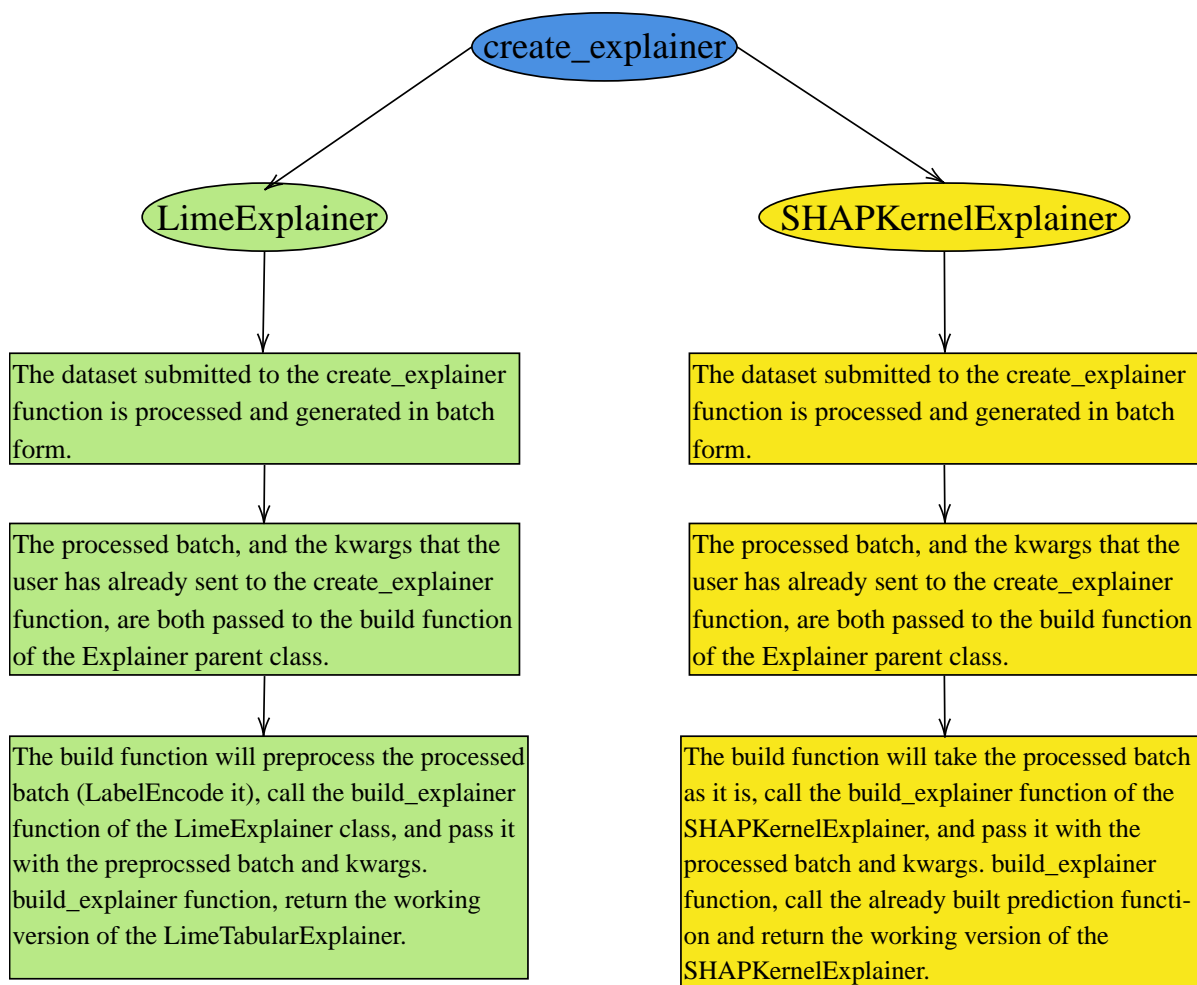 create_explainer
LimeExplainer
SHAPKernelExplainer
The dataset submitted to the create_explainer
function is processed and generated in batch
form.
The dataset submitted to the create_explainer
function is processed and generated in batch
form.
The processed batch, and the kwargs that the
user has already sent to the create_explainer
function, are both passed to the build function
of the Explainer parent class.
The processed batch, and the kwargs that the
user has already sent to the create_explainer
function, are both passed to the build function
of the Explainer parent class.
The build function will preprocess the processed
batch (LabelEncode it), call the build_explainer
function of the LimeExplainer class, and pass it
with the preprocssed batch and kwargs.
build_explainer function, return the working
version of the LimeTabularExplainer.
The build function will take the processed batch
as it is, call the build_explainer function of the
SHAPKernelExplainer, and pass it with the
processed batch and kwargs. build_explainer
function, call the already built prediction functi-
on and return the working version of the
SHAPKernelExplainer.